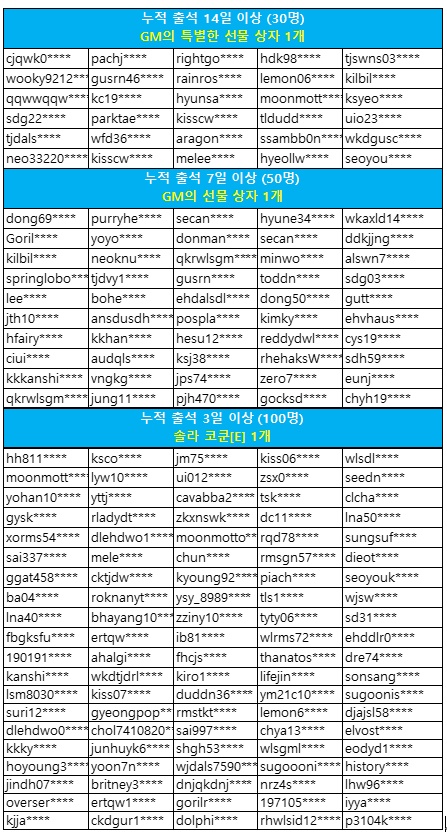 누적 출석 14일 이상 (30명)
GM의 특별한 선물 상자 1개
cjqwk0**** pachj**** rightgo**** hdk98**** tjswns03****
wooky9212*** gusrn46**** rainros**** lemon06**** kilbil****
qqwwqqw*** kc19**** hyunsa**** moonmott*** ksyeo****
sdg22**** parktae**** kisscw**** tldudd**** uio23****
tjdals**** wfd36**** aragon**** ssambb0n*** wkdgusc****
neo33220*** kisscw**** melee**** hyeollw**** seoyou****
누적 출석 7일 이상 (50명)
GM의 선물 상자 1개
dong69**** purryhe**** secan**** hyune34**** wkaxld14****
Goril**** yoyo**** donman**** secan**** ddkjjng****
kilbil**** neoknu**** qkrwlsgm*** minwo**** alswn7****
springlobo*** tjdvy1**** gusrn**** toddn**** sdg03****
lee**** bohe**** ehdalsdl**** dong50**** gutt****
jth10**** ansdusdh*** pospla**** kimky**** ehvhaus****
hfairy**** kkhan**** hesu12**** reddydwl*** cys19****
ciui**** audqls**** ksj38**** rhehaksW*** sdh59****
kkkanshi**** vngkg**** jps74**** zero7**** eunj****
qkrwlsgm*** jung11**** pjh470**** gocksd**** chyh19****
누적 출석 3일 이상 (100명)
솔라 코쿤[E] 1개
hh811**** ksco**** jm75**** kiss06**** wlsdl****
moonmott*** lyw10**** ui012**** zsx0**** seedn****
yohan10**** yttj**** cavabba2*** tsk**** clcha****
gysk**** rladydt**** zkxnswk**** dc11**** lna50****
xorms54**** dlehdwo1*** moonmotto** rqd78**** sungsuf****
sai337**** mele**** chun**** rmsgn57**** dieot****
ggat458**** cktjdw**** kyoung92*** piach**** seoyouk****
ba04**** roknanyt**** ysy_8989**** tls1**** wjsw****
lna40**** bhayang10*** zziny10**** tyty06**** sd31****
fbgksfu**** ertqw**** ib81**** wlrms72**** ehddlr0****
190191**** ahalgi**** fhcjs**** thanatos**** dre74****
kanshi**** wkdtjdrl**** kiro1**** lifejin**** sonsang****
lsm8030**** kiss07**** duddn36**** ym21c10**** sugoonis****
suri12**** gyeongpop** rmstkt**** lemon6**** djajsl58****
dlehdwo0*** chol7410820** sai997**** chya13**** elvost****
kkky**** junhuyk6**** shgh53**** wlsgml**** eodyd1****
hoyoung3*** yoon7n**** wjdals7590*** sugoooni**** history****
jindh07**** britney3**** dnjqkdnj**** nrz4s**** lhw96****
overser**** ertqw1**** gorilr**** 197105**** iyya****
kjja**** ckdgur1**** dolphi**** rhwlsid12*** p3104k****